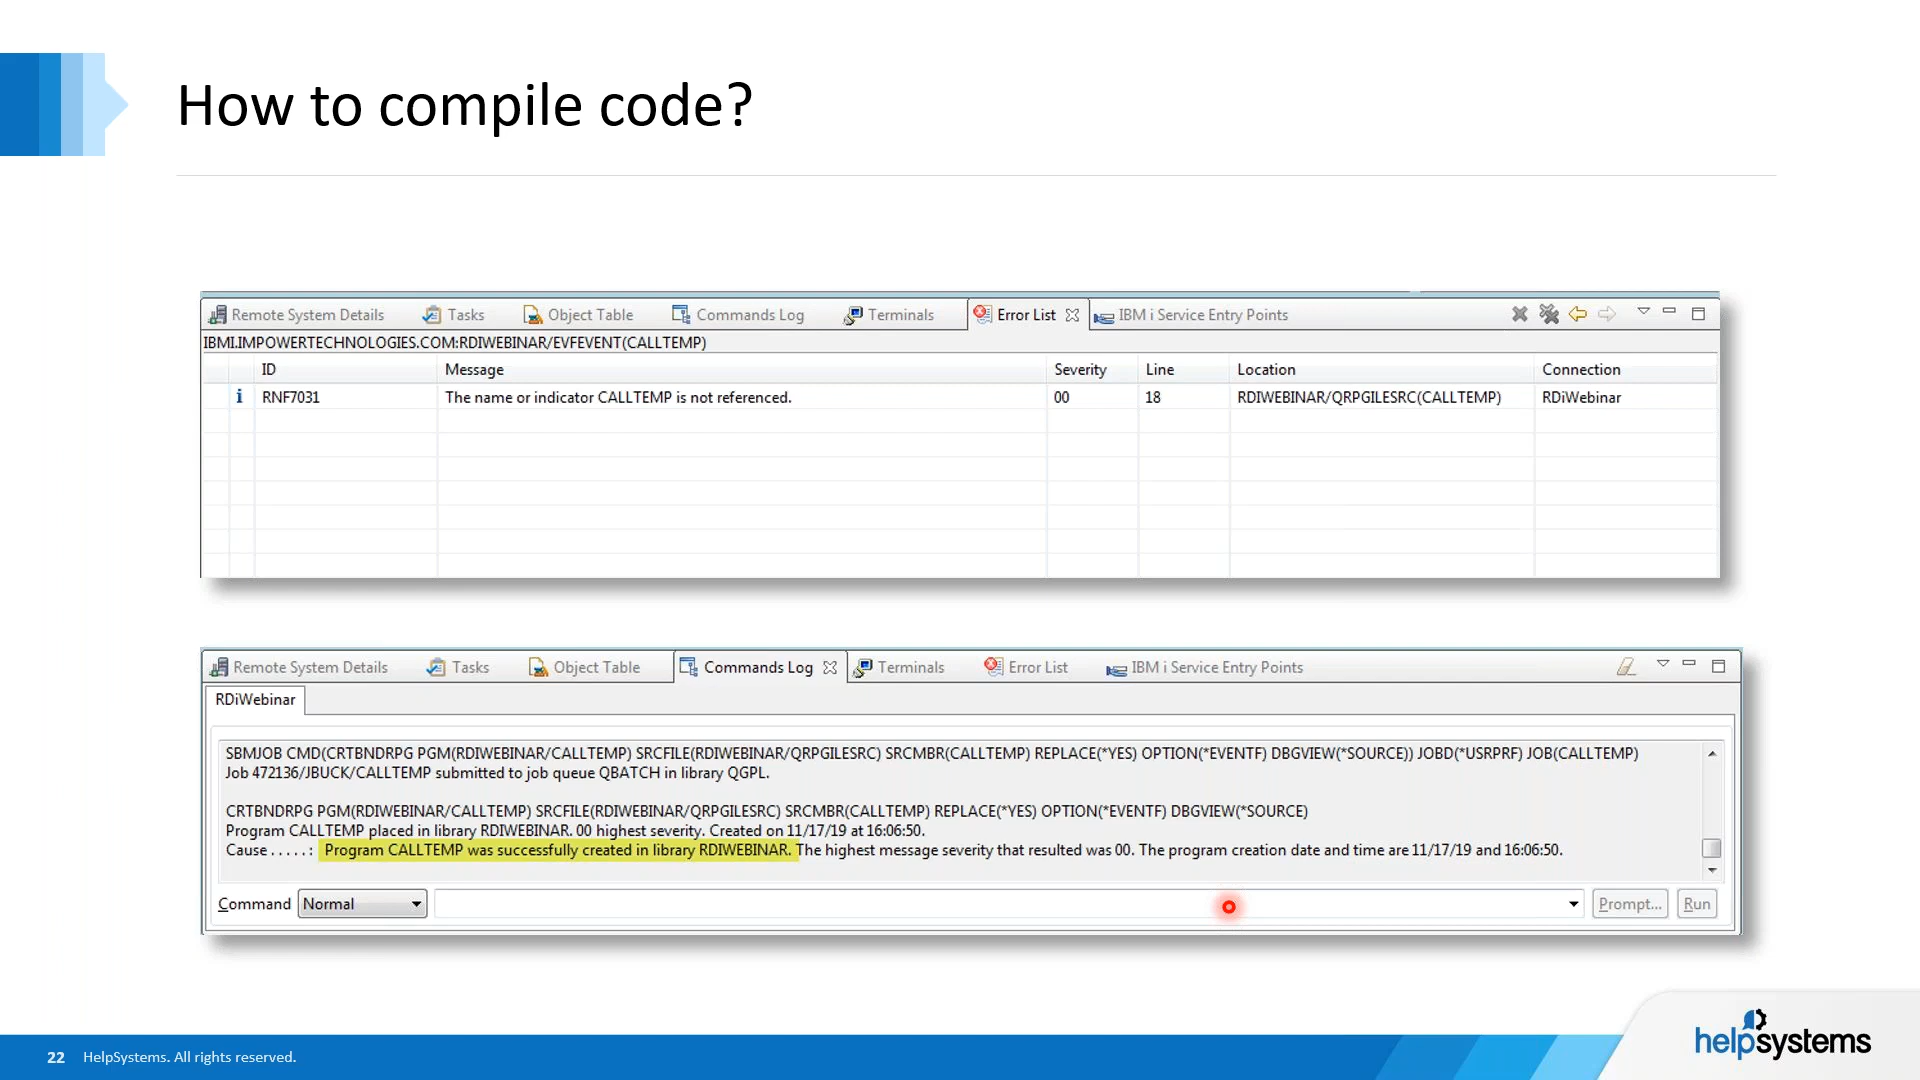 How to compile code?
Remote System Details Tasks Object Table Commands Log Terminals Error List IBM i Service Entry Points
IBMI.IMPOWERTECHNOLOGIES.COM:RDIWEBINAR/EVFEVENT(CALLTEMP)
ID Message Severity Line Location Connection
i RNF7031 The name or indicator CALLTEMP is not referenced. 00 18 RDIWEBINAR/QRPGILESRC(CALLTEMP) RDiWebinar
Remote System Details Tasks Object Table Commands Log Terminals Error List IBM i Service Entry Points
RDiWebinar
SBMJOB CMD(CRTBNDRPG PGM(RDIWEBINAR/CALLTEMP) SRCFILE(RDIWEBINAR/QRPGILESRC) SRCMBR(CALLTEMP) REPLACE(*YES) OPTION(*EVENTF) DBGVIEW(*SOURCE)) JOBD(*USRPRF) JOB(CALLTEMP)
Job 472136/JBUCK/CALLTEMP submitted to job queue QBATCH in library QGPL.
CRTBNDRPG PGM(RDIWEBINAR/CALLTEMP) SRCFILE(RDIWEBINAR/QRPGILESRC) SRCMBR(CALLTEMP) REPLACE(*YES) OPTION(*EVENTF) DBGVIEW(*SOURCE)
Program CALLTEMP placed in library RDIWEBINAR. 00 highest severity. Created on 11/17/19 at 16:06:50.
Cause . . . . . : Program CALLTEMP was successfully created in library RDIWEBINAR. The highest message severity that resulted was 00. The program creation date and time are 11/17/19 and 16:06:50.
Command Normal Prompt... Run
22 HelpSystems. All rights reserved.
helpsystems